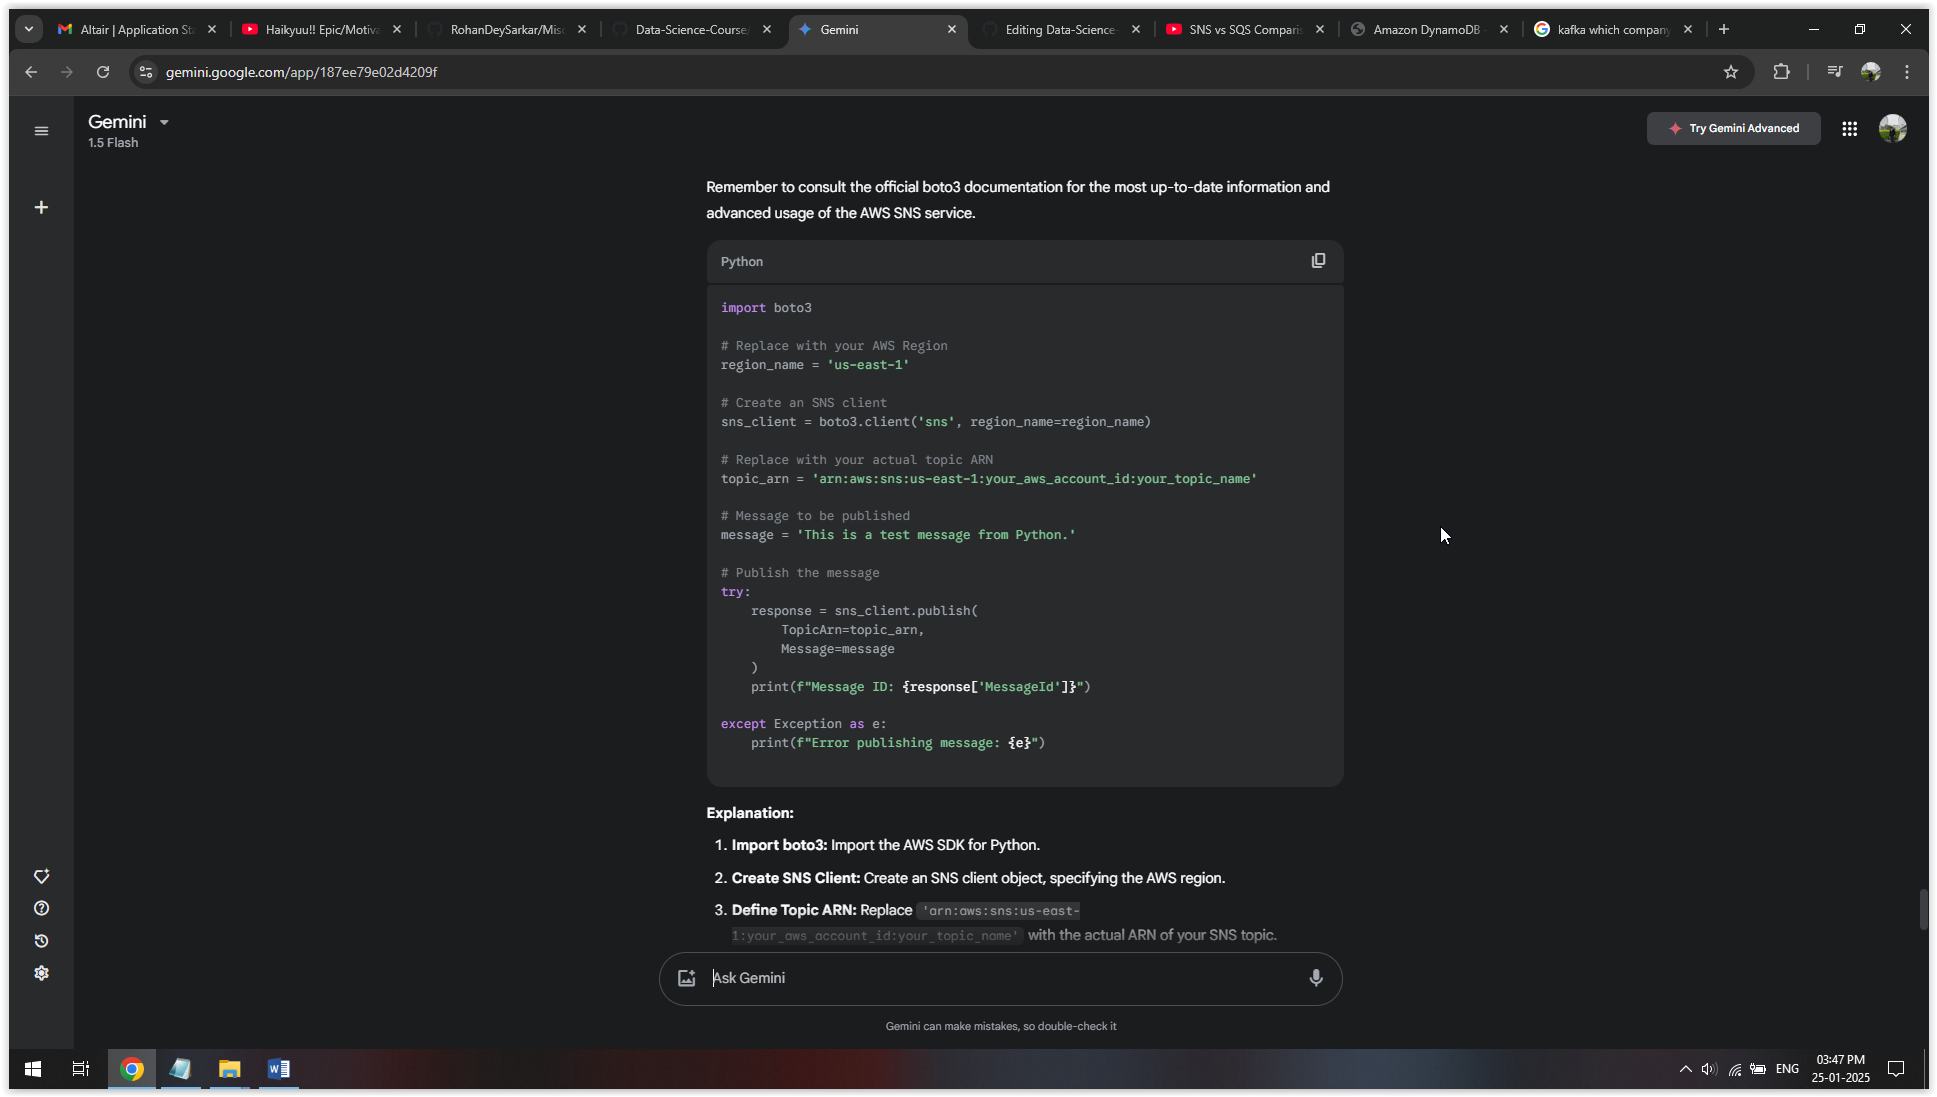 Altair | Application Sta
Haikyuu!! Epic/Motiva
RohanDeySarkar/Misc
Data-Science-Course/
Gemini
Editing Data-Science-
SNS vs SQS Comparis
Amazon DynamoDB -
kafka which company
gemini.google.com/app/187ee79e02d4209f
Gemini
1.5 Flash
Try Gemini Advanced
Remember to consult the official boto3 documentation for the most up-to-date information and
advanced usage of the AWS SNS service.
Python
import boto3
# Replace with your AWS Region
region_name = 'us-east-1'
# Create an SNS client
sns_client = boto3.client('sns', region_name=region_name)
# Replace with your actual topic ARN
topic_arn = 'arn:aws:sns:us-east-1:your_aws_account_id:your_topic_name'
# Message to be published
message = 'This is a test message from Python.'
# Publish the message
try:
    response = sns_client.publish(
        TopicArn=topic_arn,
        Message=message
    )
    print(f"Message ID: {response['MessageId']}")
except Exception as e:
    print(f"Error publishing message: {e}")
Explanation:
1. Import boto3: Import the AWS SDK for Python.
2. Create SNS Client: Create an SNS client object, specifying the AWS region.
3. Define Topic ARN: Replace 'arn:aws:sns:us-east-
1:your_aws_account_id:your_topic_name' with the actual ARN of your SNS topic.
Ask Gemini
Gemini can make mistakes, so double-check it
ENG
03:47 PM
25-01-2025